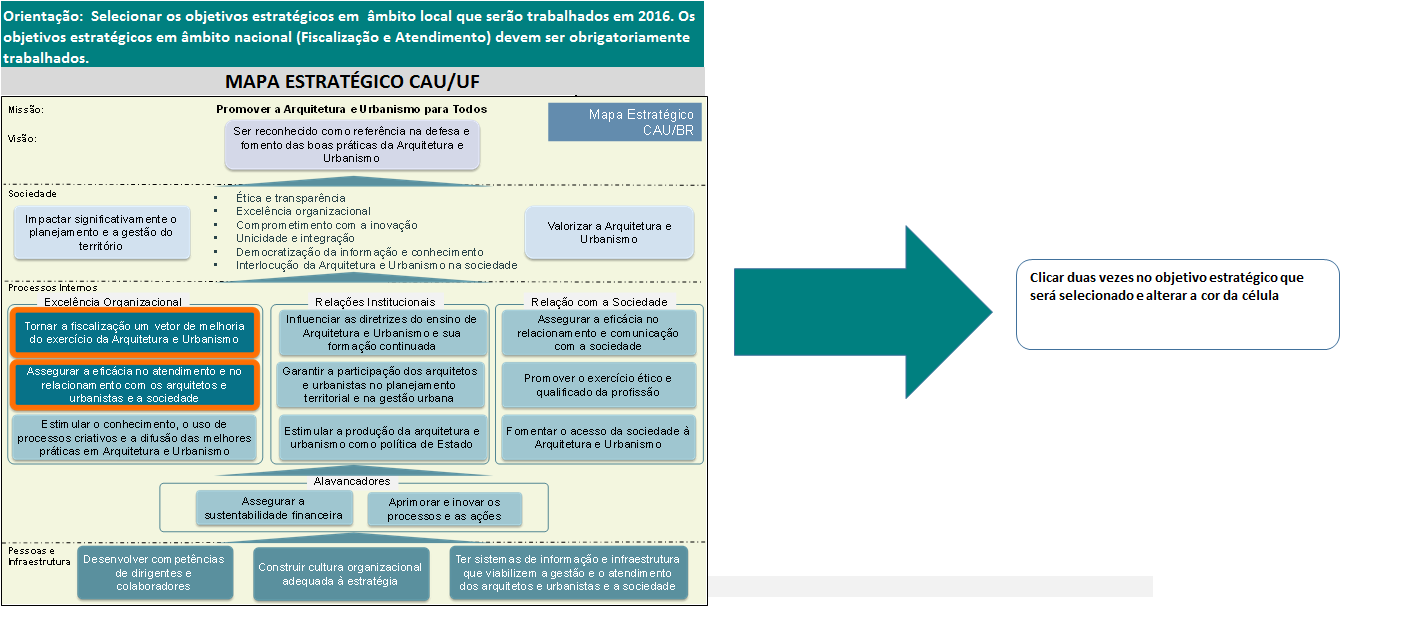 Orientação: Selecionar os objetivos estratégicos em âmbito local que serão trabalhados em 2016. Os
objetivos estratégicos em âmbito nacional (Fiscalização e Atendimento) devem ser obrigatoriamente
trabalhados.
MAPA ESTRATÉGICO CAU/UF
Missão:
Promover a Arquitetura e Urbanismo para Todos
Mapa Estratégico
CAU/BR
Visão:
Ser reconhecido como referência na defesa e
fomento das boas práticas da Arquitetura e
Urbanismo
Sociedade
Impactar significativamente o
planejamento e a gestão do
território
• Ética e transparência
• Excelência organizacional
• Comprometimento com a inovação
• Unicidade e integração
• Democratização da informação e conhecimento
• Interlocução da Arquitetura e Urbanismo na sociedade
Valorizar a Arquitetura e
Urbanismo
Processos Internos
Excelência Organizacional
Tornar a fiscalização um vetor de melhoria
do exercício da Arquitetura e Urbanismo
Assegurar a eficácia no atendimento e no
relacionamento com os arquitetos e
urbanistas e a sociedade
Estimular o conhecimento, o uso de
processos criativos e a difusão das melhores
práticas em Arquitetura e Urbanismo
Relações Institucionais
Influenciar as diretrizes do ensino de
Arquitetura e Urbanismo e sua
formação continuada
Garantir a participação dos arquitetos
e urbanistas no planejamento
territorial e na gestão urbana
Estimular a produção da arquitetura e
urbanismo como política de Estado
Relação com a Sociedade
Assegurar a eficácia no
relacionamento e comunicação
com a sociedade
Promover o exercício ético e
qualificado da profissão
Fomentar o acesso da sociedade à
Arquitetura e Urbanismo
Alavancadores
Assegurar a
sustentabilidade financeira
Aprimorar e inovar os
processos e as ações
Pessoas e
Infraestrutura
Desenvolver competências
de dirigentes e
colaboradores
Construir cultura organizacional
adequada à estratégia
Ter sistemas de informação e infraestrutura
que viabilizem a gestão e o atendimento
dos arquitetos e urbanistas e a sociedade
Clicar duas vezes no objetivo estratégico que
será selecionado e alterar a cor da célula